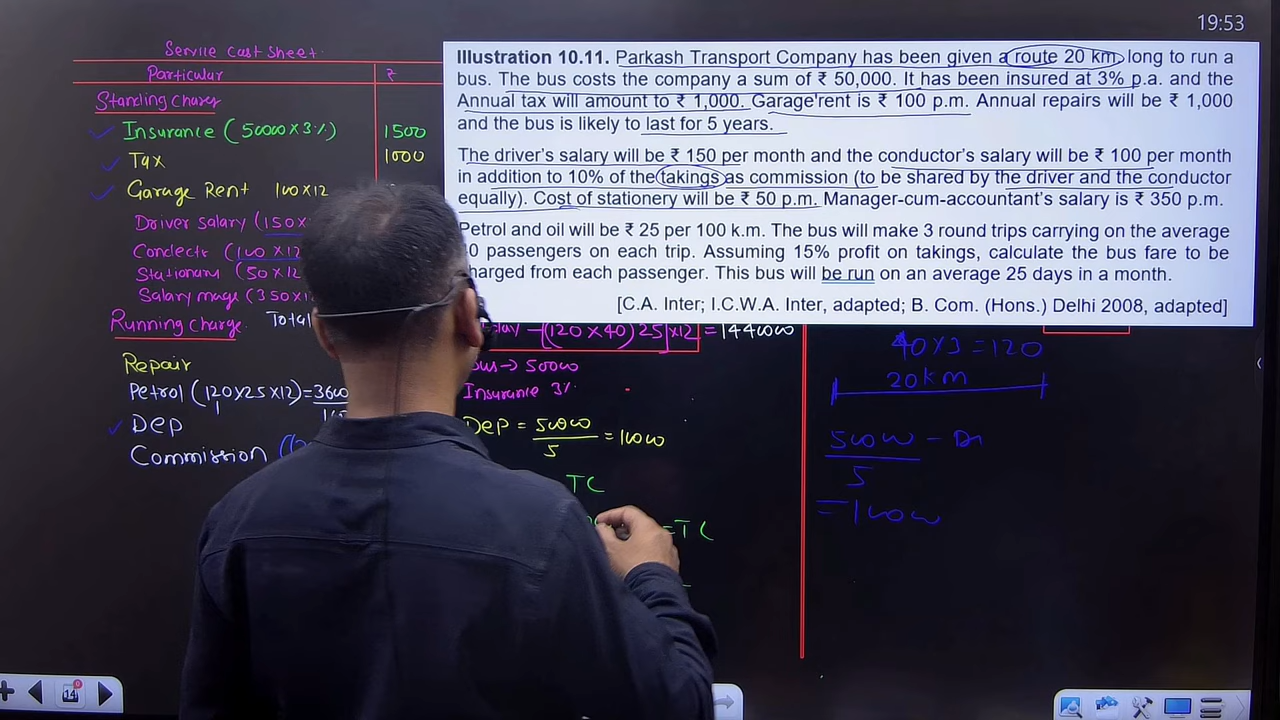 19:53
Service cost sheet
Particular ₹
Standing Charge
Insurance (50000×3%) 1500
Tax 1000
Garage Rent 100×12
Driver salary (150×
Conducts (100×12
Stationary (50×12
Salary mage (350×1
Total
Running charge
Repair
Petrol (120×25×12)=3600
Dep
Commission
Illustration 10.11. Parkash Transport Company has been given a route 20 km long to run a
bus. The bus costs the company a sum of ₹ 50,000. It has been insured at 3% p.a. and the
Annual tax will amount to ₹ 1,000. Garage'rent is ₹ 100 p.m. Annual repairs will be ₹ 1,000
and the bus is likely to last for 5 years.
The driver's salary will be ₹ 150 per month and the conductor's salary will be ₹ 100 per month
in addition to 10% of the takings as commission (to be shared by the driver and the conductor
equally). Cost of stationery will be ₹ 50 p.m. Manager-cum-accountant's salary is ₹ 350 p.m.
Petrol and oil will be ₹ 25 per 100 k.m. The bus will make 3 round trips carrying on the average
0 passengers on each trip. Assuming 15% profit on takings, calculate the bus fare to be
harged from each passenger. This bus will be run on an average 25 days in a month.
[C.A. Inter; I.C.W.A. Inter, adapted; B. Com. (Hons.) Delhi 2008, adapted]
(120×40)25]×12 = 1440000
Bus → 50000
Insurance 3%
Dep = 50000/5 = 10000
TC
=TC
40×3=120
20km
50000/5
=10000
14